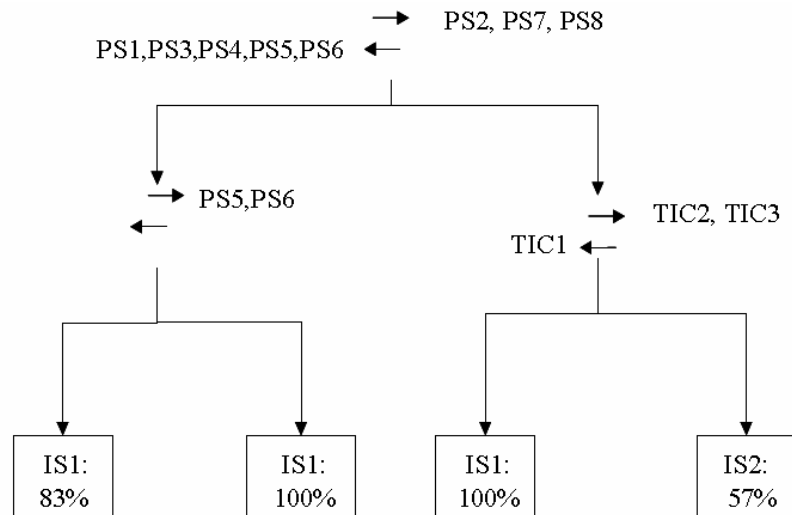 PS2, PS7, PS8
PS1,PS3,PS4,PS5,PS6
PS5,PS6
TIC2, TIC3
TIC1
IS1:
83%
IS1:
100%
IS1:
100%
IS2:
57%